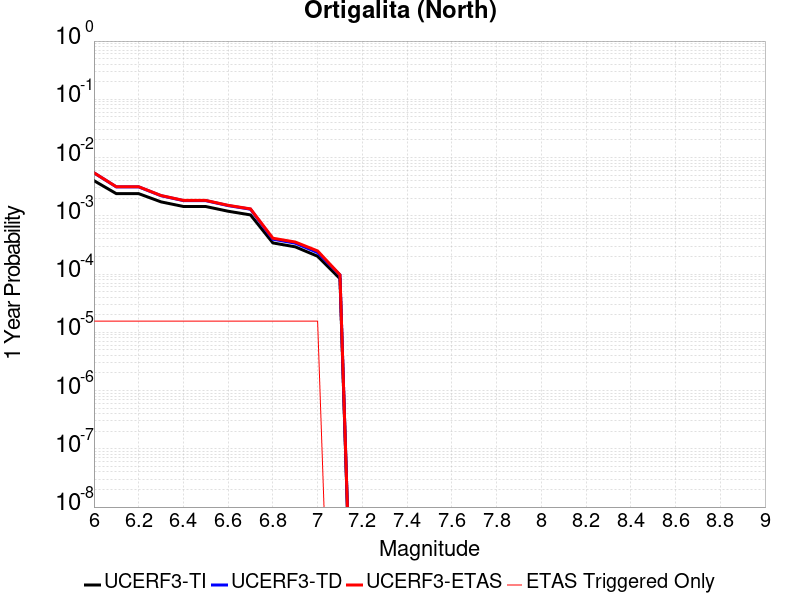 Ortigalita (North)
10^0
10^-1
10^-2
10^-3
10^-4
10^-5
10^-6
10^-7
10^-8
1 Year Probability
6 6.2 6.4 6.6 6.8 7 7.2 7.4 7.6 7.8 8 8.2 8.4 8.6 8.8 9
Magnitude
UCERF3-TI UCERF3-TD UCERF3-ETAS ETAS Triggered Only